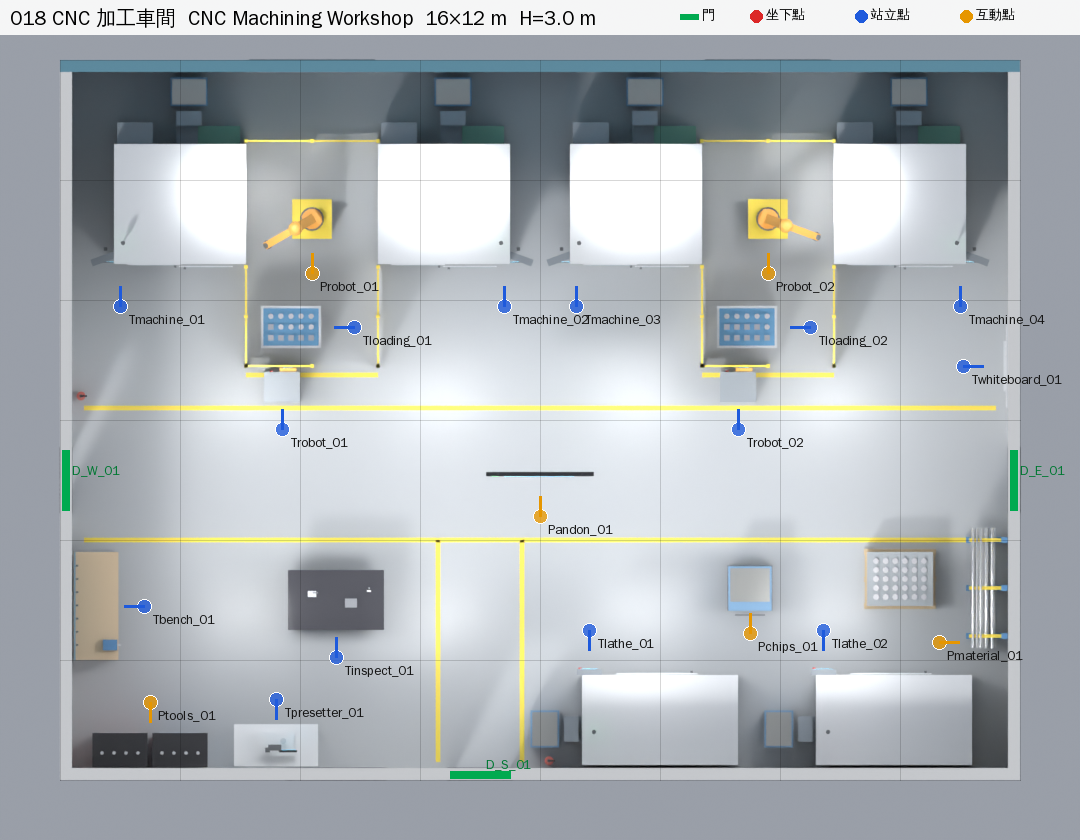 018 CNC 加工車間 CNC Machining Workshop 16×12 m H=3.0 m
門
坐下點
站立點
互動點
Probot_01
Probot_02
Tmachine_01
Tmachine_02
Tmachine_03
Tmachine_04
Tloading_01
Tloading_02
Twhiteboard_01
Trobot_01
Trobot_02
D_W_01
D_E_01
Pandon_01
Tbench_01
Tinspect_01
Tlathe_01
Pchips_01
Tlathe_02
Pmaterial_01
Ptools_01
Tpresetter_01
D_S_01